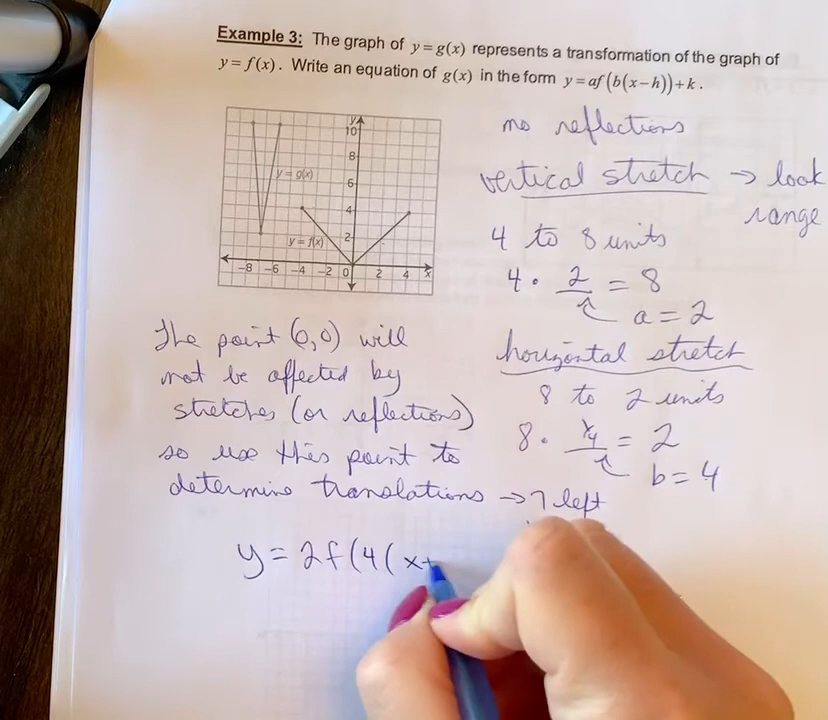 Example 3: The graph of y = g(x) represents a transformation of the graph of
y = f(x). Write an equation of g(x) in the form y = af(b(x−h))+k.
no reflections
vertical stretch → look
range
4 to 8 units
4 · 2 = 8
a = 2
y
10
8
y = g(x)
6
4
y = f(x)
2
−8 −6 −4 −2 0 2 4 x
The point (0,0) will
not be affected by
stretches (or reflections)
so use this point to
determine translations → 7 left
horizontal stretch
8 to 2 units
8 · 1/4 = 2
b = 4
y = 2f(4(x+